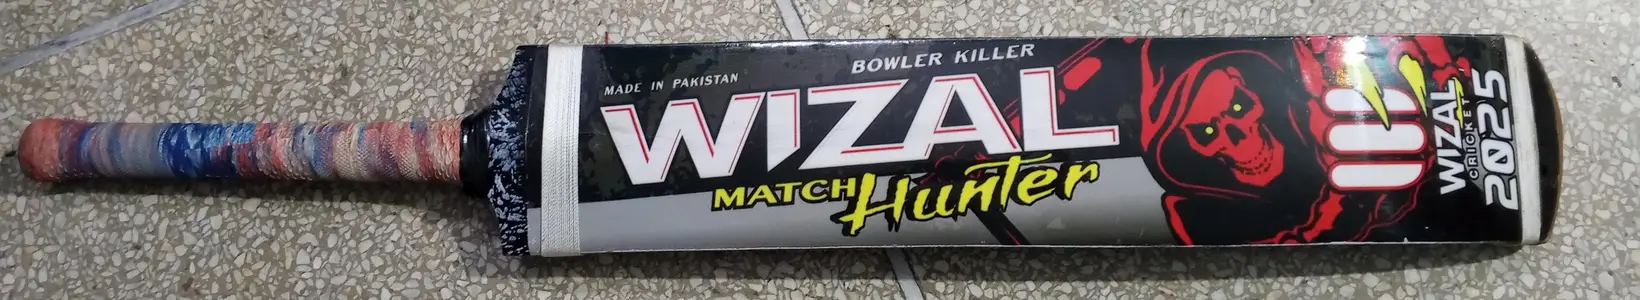 MADE IN PAKISTAN
BOWLER KILLER
WIZAL
MATCH Hunter
WIZAL
CRICKET
2025